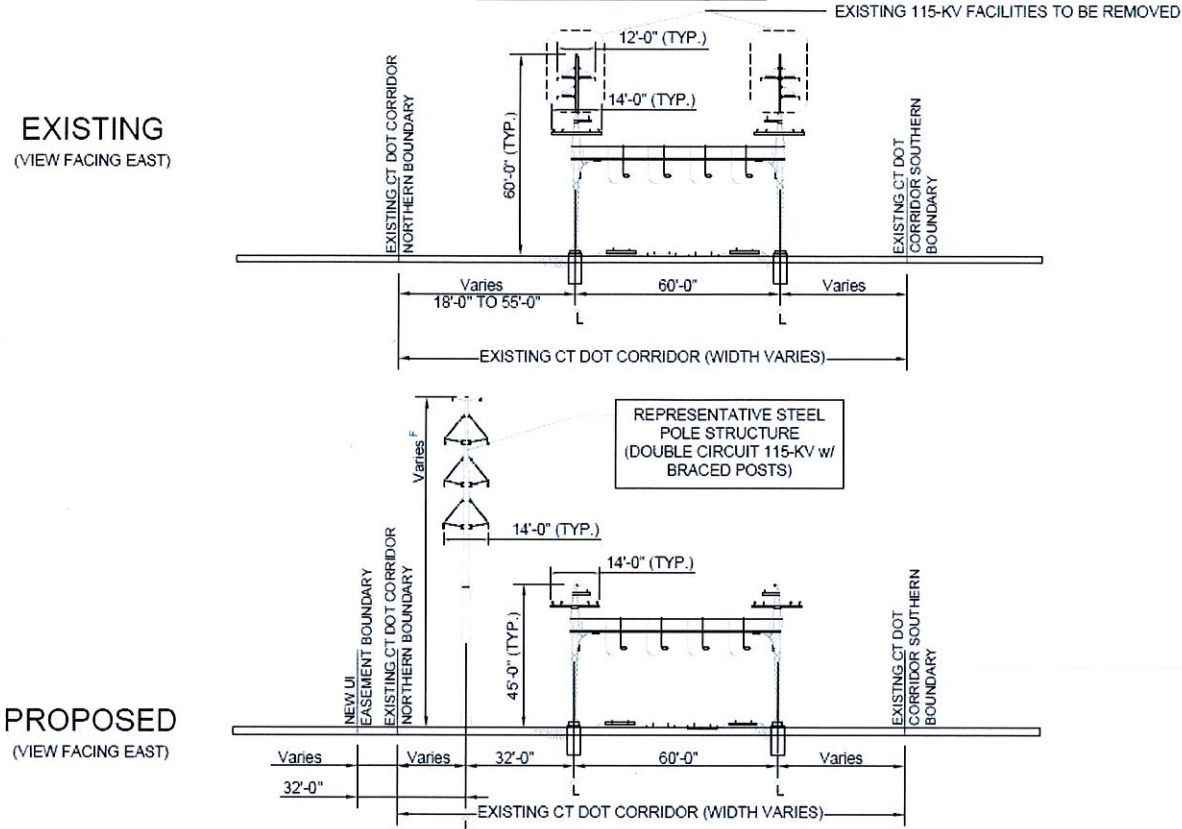 EXISTING 115-KV FACILITIES TO BE REMOVED
12'-0" (TYP.)
14'-0" (TYP.)
60'-0" (TYP.)
EXISTING
(VIEW FACING EAST)
EXISTING CT DOT CORRIDOR
NORTHERN BOUNDARY
EXISTNG CT DOT
CORRIDOR SOUTHERN
BOUNDARY
Varies
18'-0" TO 55'-0"
60'-0"
Varies
L
L
EXISTING CT DOT CORRIDOR (WIDTH VARIES)
REPRESENTATIVE STEEL
POLE STRUCTURE
(DOUBLE CIRCUIT 115-KV w/
BRACED POSTS)
Varies F
14'-0" (TYP.)
14'-0" (TYP.)
45'-0" (TYP.)
PROPOSED
(VIEW FACING EAST)
NEW UI
EASEMENT BOUNDARY
EXISTING CT DOT CORRIDOR
NORTHERN BOUNDARY
EXISTNG CT DOT
CORRIDOR SOUTHERN
BOUNDARY
Varies
Varies
32'-0"
60'-0"
Varies
32'-0"
L
L
EXISTING CT DOT CORRIDOR (WIDTH VARIES)